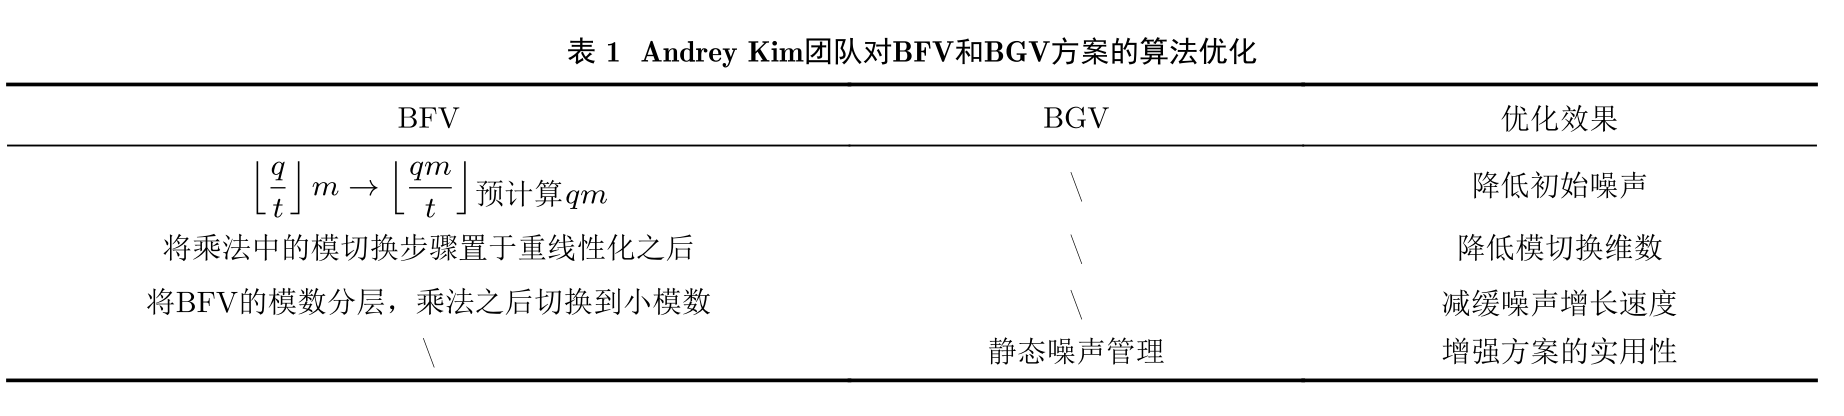 表 1 Andrey Kim团队对BFV和BGV方案的算法优化
BFV BGV 优化效果
⌊q/t⌋m → ⌊qm/t⌋预计算qm \ 降低初始噪声
将乘法中的模切换步骤置于重线性化之后 \ 降低模切换维数
将BFV的模数分层，乘法之后切换到小模数 \ 减缓噪声增长速度
\ 静态噪声管理 增强方案的实用性